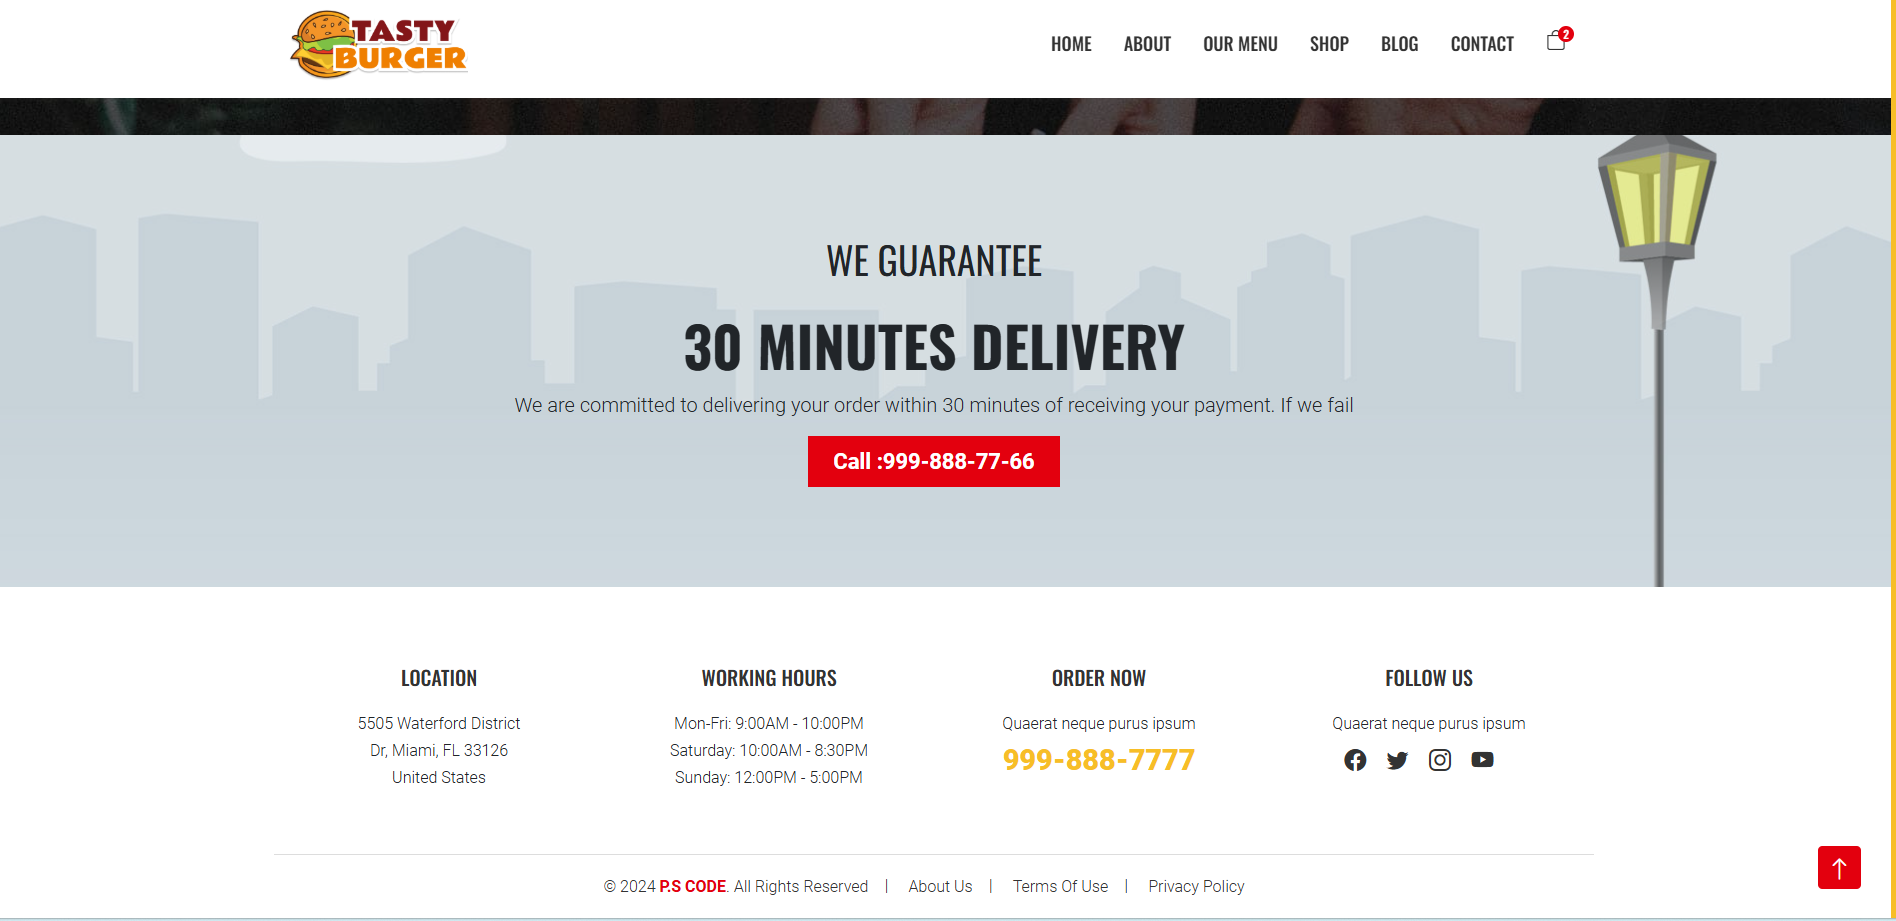 TASTY
BURGER
HOME ABOUT OUR MENU SHOP BLOG CONTACT 2
WE GUARANTEE
30 MINUTES DELIVERY
We are committed to delivering your order within 30 minutes of receiving your payment. If we fail
Call :999-888-77-66
LOCATION
5505 Waterford District
Dr, Miami, FL 33126
United States
WORKING HOURS
Mon-Fri: 9:00AM - 10:00PM
Saturday: 10:00AM - 8:30PM
Sunday: 12:00PM - 5:00PM
ORDER NOW
Quaerat neque purus ipsum
999-888-7777
FOLLOW US
Quaerat neque purus ipsum
© 2024 P.S CODE. All Rights Reserved | About Us | Terms Of Use | Privacy Policy